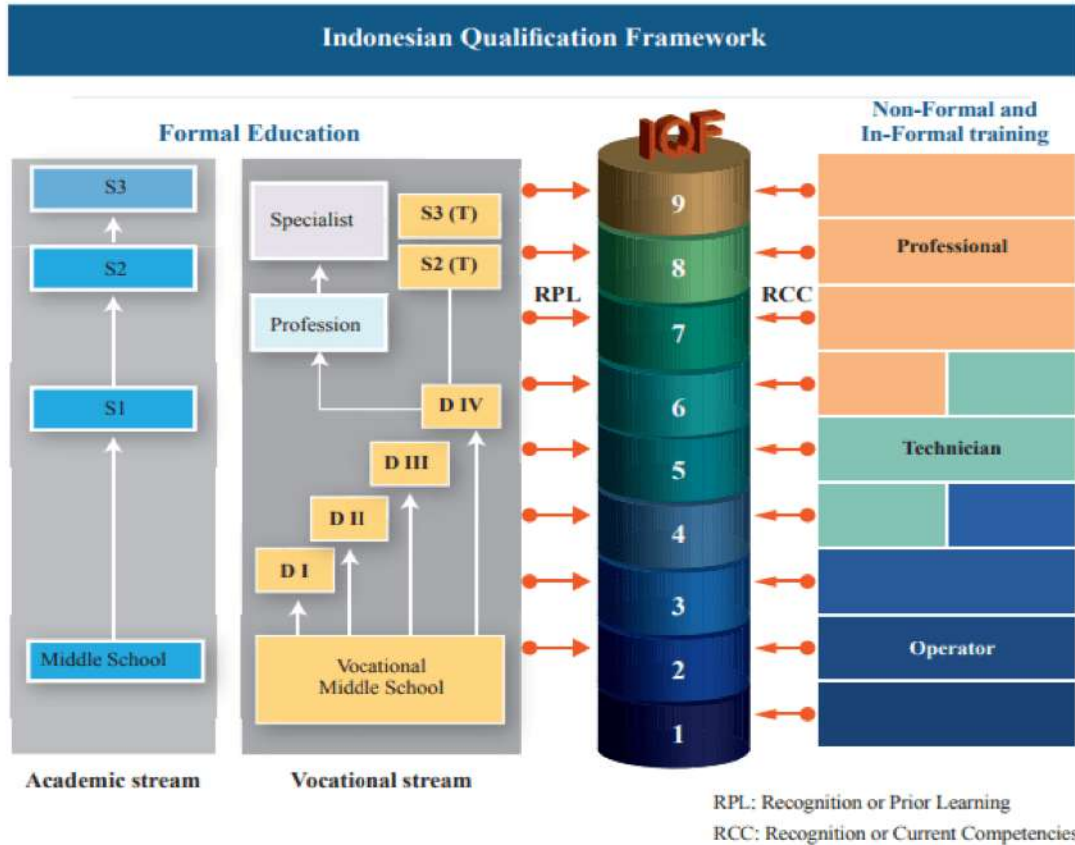 Indonesian Qualification Framework
Formal Education
Non-Formal and
In-Formal training
IQF
S3
S2
S1
Middle School
Academic stream
Specialist
Profession
S3 (T)
S2 (T)
D IV
D III
D II
D I
Vocational
Middle School
Vocational stream
RPL
9
8
7
6
5
4
3
2
1
RCC
Professional
Technician
Operator
RPL: Recognition or Prior Learning
RCC: Recognition or Current Competencies